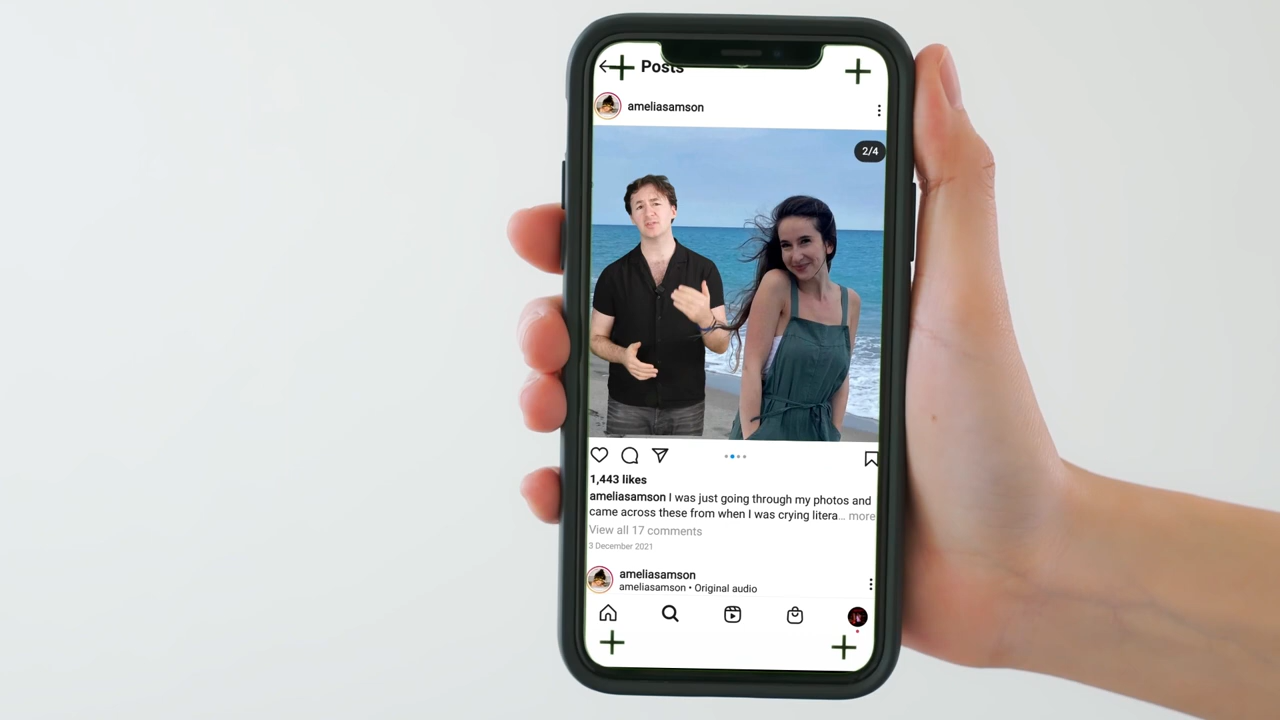 Posts
ameliasamson
2/4
1,443 likes
ameliasamson I was just going through my photos and
came across these from when I was crying litera... more
View all 17 comments
3 December 2021
ameliasamson
ameliasamson • Original audio